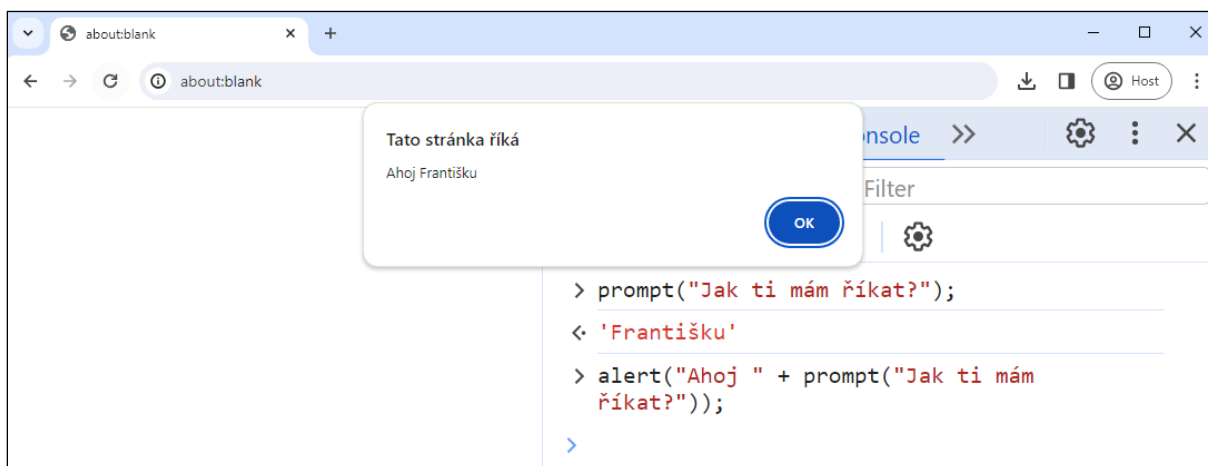 about:blank
about:blank
Host
Tato stránka říká
Ahoj Františku
OK
nsole
Filter
> prompt("Jak ti mám říkat?");
'Františku'
> alert("Ahoj " + prompt("Jak ti mám
říkat?"));
>